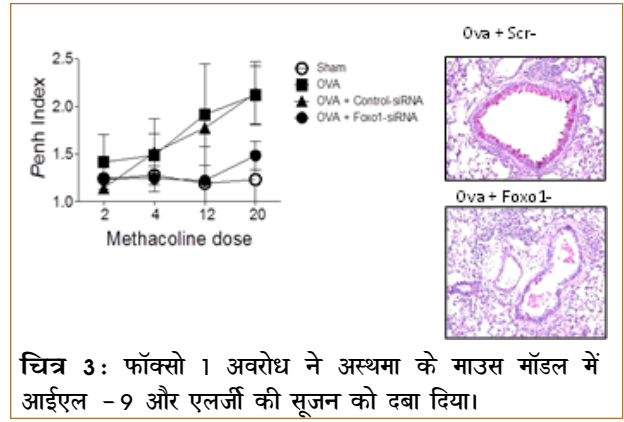 Ova + Scr-
2.5
2.0
1.5
1.0
Penh Index
2 4 12 20
Methacoline dose
Sham
OVA
OVA + Control-siRNA
OVA + Foxo1-siRNA
Ova + Foxo1-
चित्र 3: फॉक्सो 1 अवरोध ने अस्थमा के माउस मॉडल में
आईएल -9 और एलर्जी की सूजन को दबा दिया।